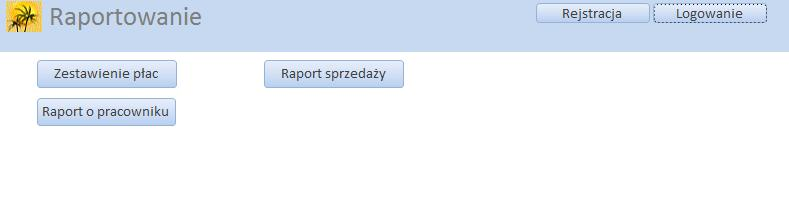 Raportowanie
Rejstracja
Logowanie
Zestawienie płac
Raport sprzedaży
Raport o pracowniku